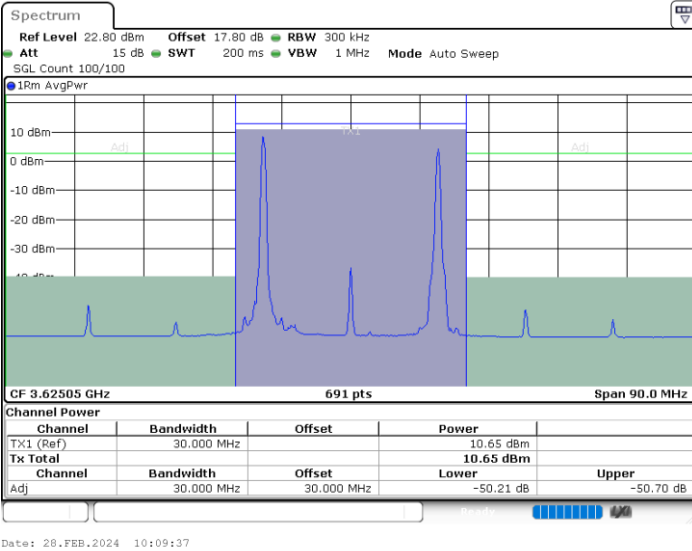 Spectrum
Ref Level 22.80 dBm Offset 17.80 dB RBW 300 kHz
Att 15 dB SWT 200 ms VBW 1 MHz Mode Auto Sweep
SGL Count 100/100
1Rm AvgPwr
TX1
10 dBm
Adj Adj
0 dBm
-10 dBm
-20 dBm
-30 dBm
-40 dBm
CF 3.62505 GHz 691 pts Span 90.0 MHz
Channel Power
Channel Bandwidth Offset Power
TX1 (Ref) 30.000 MHz 10.65 dBm
Tx Total 10.65 dBm
Channel Bandwidth Offset Lower Upper
Adj 30.000 MHz 30.000 MHz -50.21 dB -50.70 dB
Ready
Date: 28.FEB.2024 10:09:37